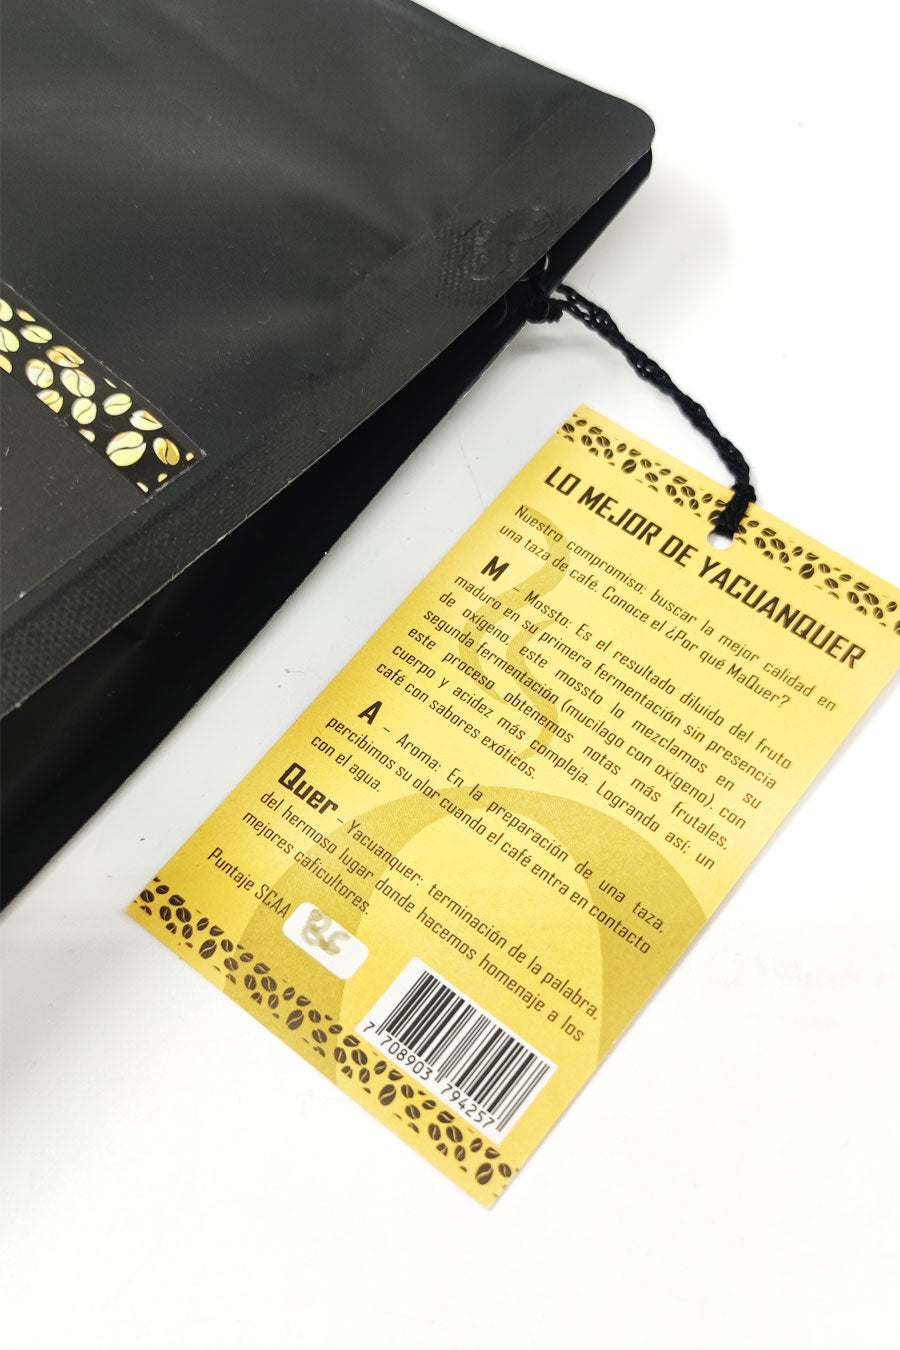 LO MEJOR DE YACUANQUER
Nuestro compromiso: buscar la mejor calidad en
una taza de café. Conoce el ¿Por qué MaQuer?
M – Mossto: Es el resultado diluido del fruto
maduro en su primera fermentación sin presencia
de oxígeno, este mossto lo mezclamos en su
segunda fermentación (mucilago con oxígeno), con
este proceso obtenemos notas más frutales,
cuerpo y acidez más compleja. Logrando así; un
café con sabores exóticos.
A – Aroma: En la preparación de una taza,
percibimos su olor cuando el café entra en contacto
con el agua.
Quer – Yacuanquer: terminación de la palabra,
del hermoso lugar donde hacemos homenaje a los
mejores caficultores.
Puntaje SCAA
7 708903 794257